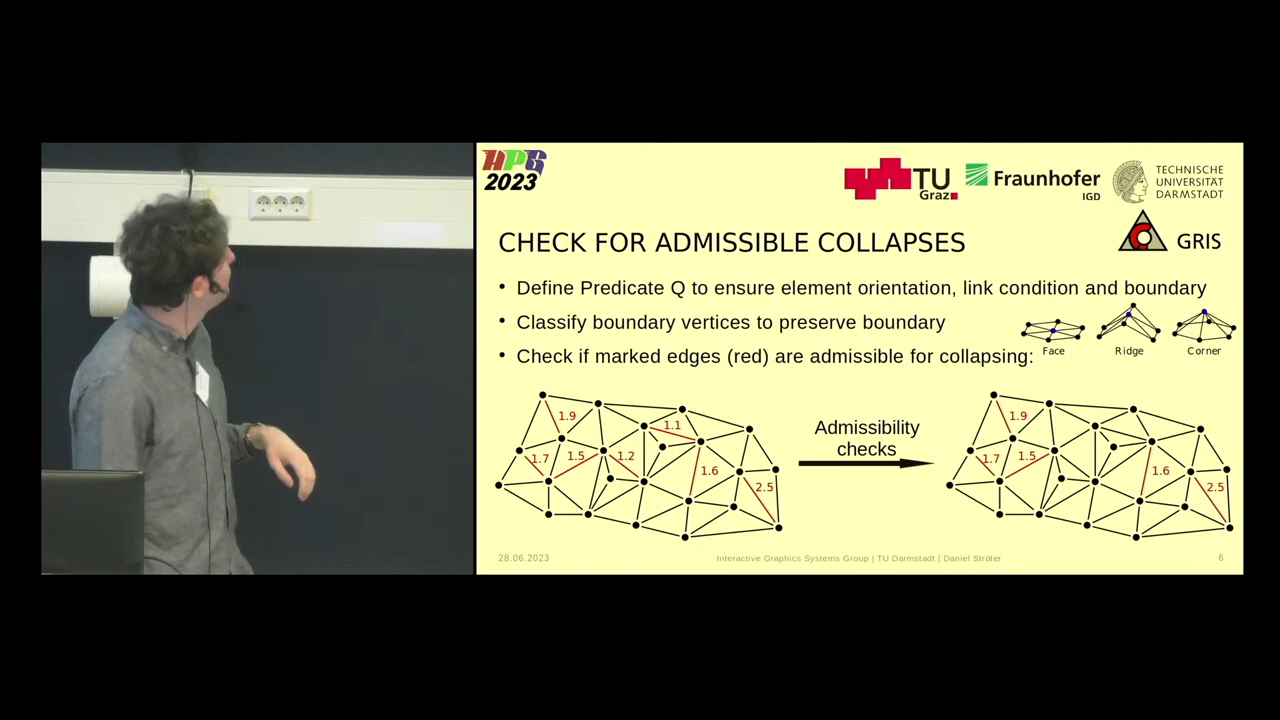 HPG
2023
TU
Graz
Fraunhofer
IGD
TECHNISCHE
UNIVERSITÄT
DARMSTADT
GRIS
CHECK FOR ADMISSIBLE COLLAPSES
• Define Predicate Q to ensure element orientation, link condition and boundary
• Classify boundary vertices to preserve boundary
Face Ridge Corner
• Check if marked edges (red) are admissible for collapsing:
1.9
1.1
1.7 1.5 1.2
1.6
2.5
Admissibility
checks
1.9
1.7 1.5
1.6
2.5
28.06.2023 Interactive Graphics Systems Group | TU Darmstadt | Daniel Ströter 6